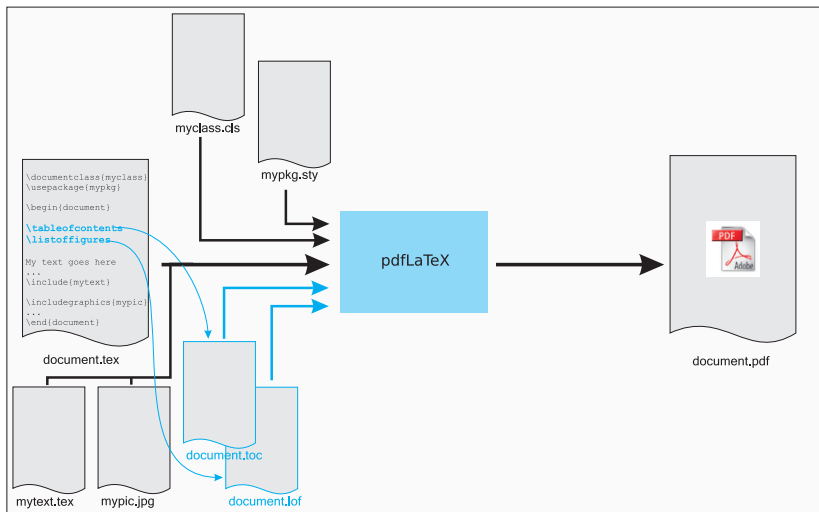 myclass.cls
mypkg.sty
\documentclass{myclass}
\usepackage{mypkg}
\begin{document}
\tableofcontents
\listoffigures
My text goes here
...
\include{mytext}
\includegraphics{mypic}
...
\end{document}
document.tex
pdfLaTeX
PDF
Adobe
document.pdf
document.toc
mytext.tex
mypic.jpg
document.lof